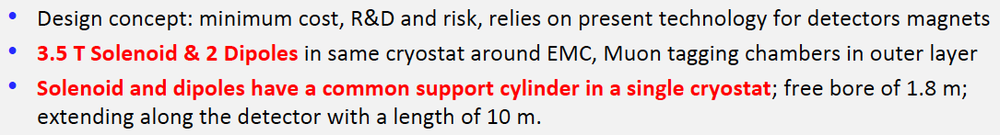 • Design concept: minimum cost, R&D and risk, relies on present technology for detectors magnets
• 3.5 T Solenoid & 2 Dipoles in same cryostat around EMC, Muon tagging chambers in outer layer
• Solenoid and dipoles have a common support cylinder in a single cryostat; free bore of 1.8 m;
extending along the detector with a length of 10 m.